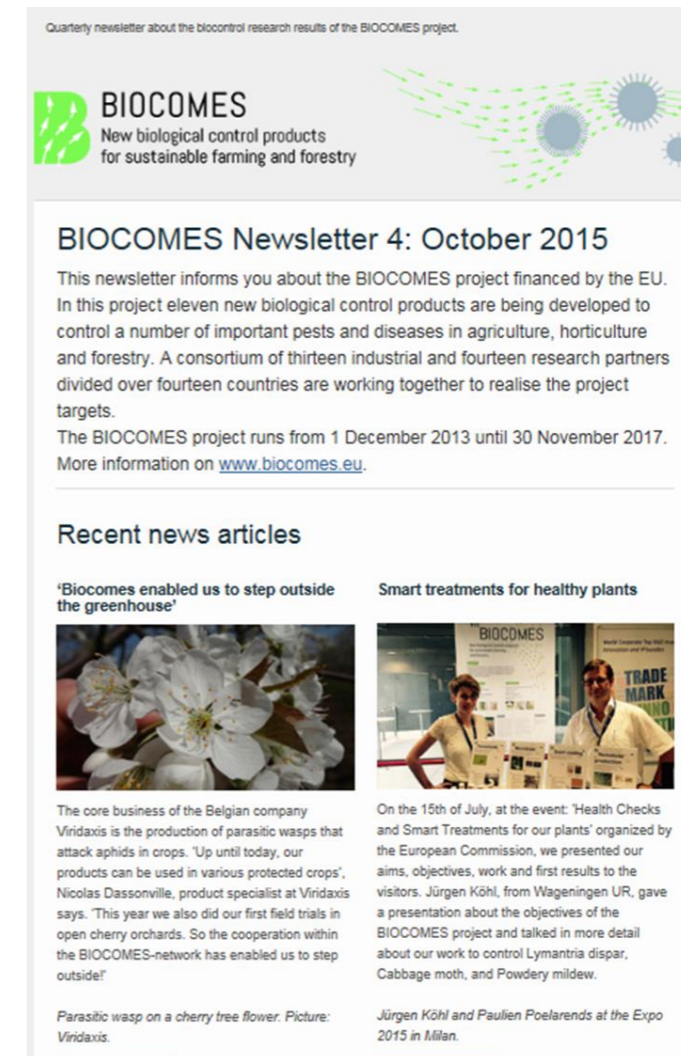 Quarterly newsletter about the biocontrol research results of the BIOCOMES project.
BIOCOMES
New biological control products
for sustainable farming and forestry
BIOCOMES Newsletter 4: October 2015
This newsletter informs you about the BIOCOMES project financed by the EU.
In this project eleven new biological control products are being developed to
control a number of important pests and diseases in agriculture, horticulture
and forestry. A consortium of thirteen industrial and fourteen research partners
divided over fourteen countries are working together to realise the project
targets.
The BIOCOMES project runs from 1 December 2013 until 30 November 2017.
More information on www.biocomes.eu.
Recent news articles
‘Biocomes enabled us to step outside
the greenhouse’
The core business of the Belgian company
Viridaxis is the production of parasitic wasps that
attack aphids in crops. 'Up until today, our
products can be used in various protected crops',
Nicolas Dassonville, product specialist at Viridaxis
says. 'This year we also did our first field trials in
open cherry orchards. So the cooperation within
the BIOCOMES-network has enabled us to step
outside!'
Parasitic wasp on a cherry tree flower. Picture:
Viridaxis.
Smart treatments for healthy plants
BIOCOMES
TRADE
MARK
On the 15th of July, at the event: 'Health Checks
and Smart Treatments for our plants' organized by
the European Commission, we presented our
aims, objectives, work and first results to the
visitors. Jürgen Köhl, from Wageningen UR, gave
a presentation about the objectives of the
BIOCOMES project and talked in more detail
about our work to control Lymantria dispar,
Cabbage moth, and Powdery mildew.
Jürgen Köhl and Paulien Poelarends at the Expo
2015 in Milan.